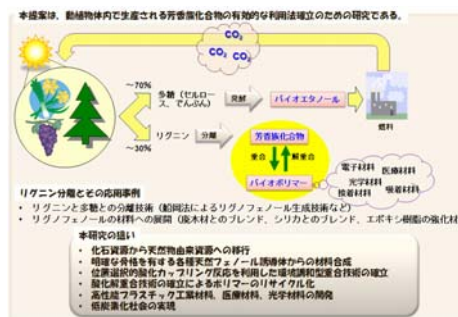 本提案は、動植物体内で生産される芳香族化合物の有効的な利用法確立のための研究である。
CO₂
CO₂ CO₂
～70%
多糖（セルロース、でんぷん）
発酵
バイオエタノール
燃料
リグニン
分離
～30%
芳香族化合物
重合
解重合
バイオポリマー
電子材料
医療材料
光学材料
接着材料
吸着材料
リグニン分離とその応用事例
• リグニンと多糖との分離技術（舩岡法によるリグノフェノール生成技術など）
• リグノフェノールの材料への展開（廃木材とのブレンド、シリカとのブレンド、エポキシ樹脂の強化材
本研究の狙い
• 化石資源から天然物由来資源への移行
• 明確な骨格を有する各種天然フェノール誘導体からの材料合成
• 位置選択的酸化カップリング反応を利用した環境調和型重合技術の確立
• 酸化解重合技術の確立によるポリマーのリサイクル化
• 高性能プラスチック工業材料、医療材料、光学材料の開発
• 低炭素化社会の実現